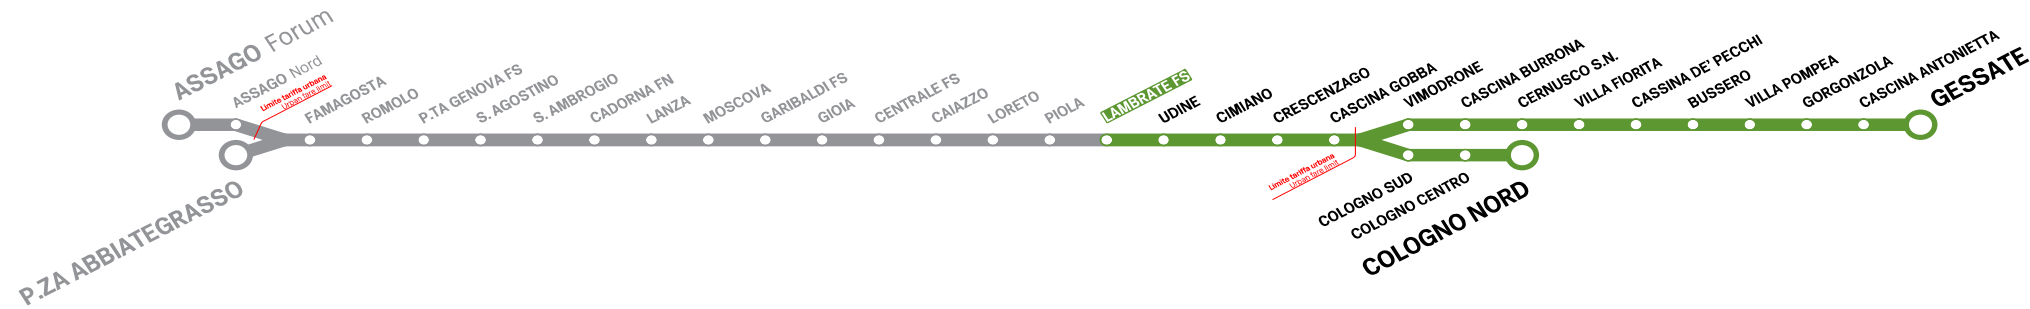 ASSAGO Forum
ASSAGO Nord
Limite tariffa urbana
Urban fare limit
P.ZA ABBIATEGRASSO
FAMAGOSTA
ROMOLO
P.TA GENOVA FS
S. AGOSTINO
S. AMBROGIO
CADORNA FN
LANZA
MOSCOVA
GARIBALDI FS
GIOIA
CENTRALE FS
CAIAZZO
LORETO
PIOLA
LAMBRATE FS
UDINE
CIMIANO
CRESCENZAGO
CASCINA GOBBA
Limite tariffa urbana
Urban fare limit
VIMODRONE
CASCINA BURRONA
CERNUSCO S.N.
VILLA FIORITA
CASSINA DE' PECCHI
BUSSERO
VILLA POMPEA
GORGONZOLA
CASCINA ANTONIETTA
GESSATE
COLOGNO SUD
COLOGNO CENTRO
COLOGNO NORD